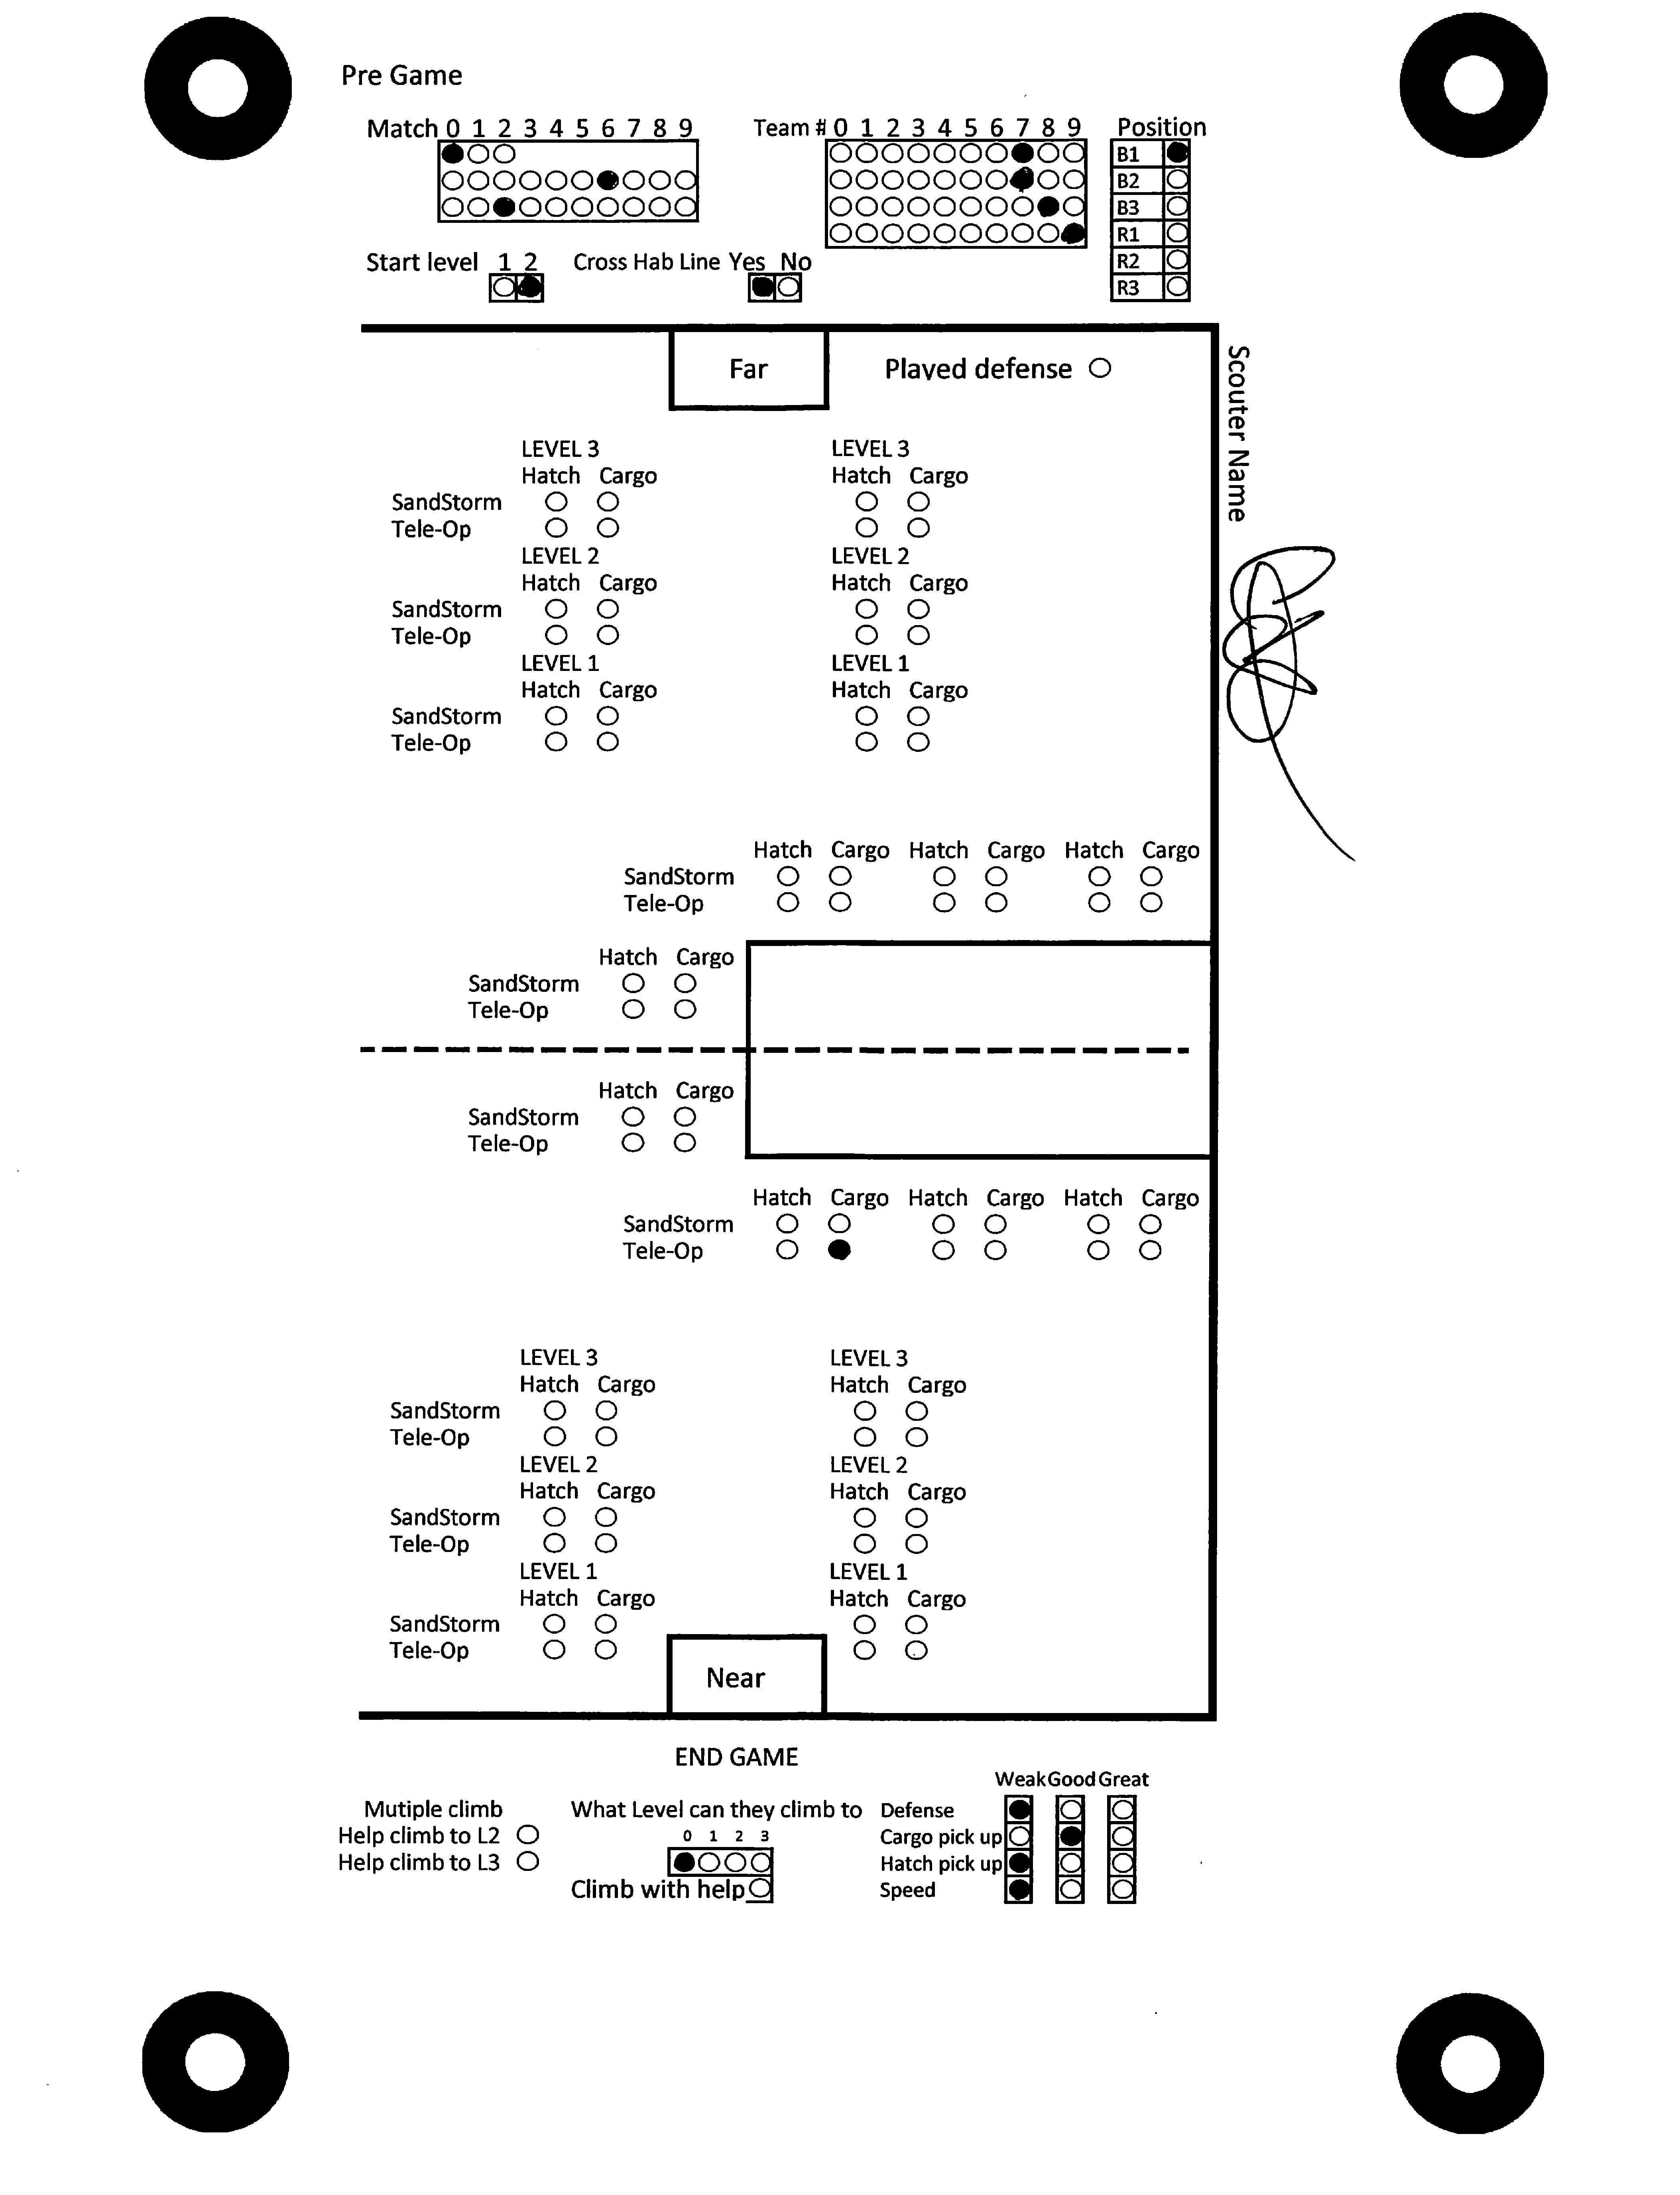 Pre Game
Match 0 1 2 3 4 5 6 7 8 9
Team # 0 1 2 3 4 5 6 7 8 9
Position
B1
B2
B3
R1
R2
R3
Start level 1 2
Cross Hab Line Yes No
Far
Played defense
Scouter Name
LEVEL 3 LEVEL 3
Hatch Cargo Hatch Cargo
SandStorm
Tele-Op
LEVEL 2 LEVEL 2
Hatch Cargo Hatch Cargo
SandStorm
Tele-Op
LEVEL 1 LEVEL 1
Hatch Cargo Hatch Cargo
SandStorm
Tele-Op
Hatch Cargo Hatch Cargo Hatch Cargo
SandStorm
Tele-Op
Hatch Cargo
SandStorm
Tele-Op
Hatch Cargo
SandStorm
Tele-Op
Hatch Cargo Hatch Cargo Hatch Cargo
SandStorm
Tele-Op
LEVEL 3 LEVEL 3
Hatch Cargo Hatch Cargo
SandStorm
Tele-Op
LEVEL 2 LEVEL 2
Hatch Cargo Hatch Cargo
SandStorm
Tele-Op
LEVEL 1 LEVEL 1
Hatch Cargo Hatch Cargo
SandStorm
Tele-Op
Near
END GAME
Mutiple climb
Help climb to L2
Help climb to L3
What Level can they climb to
0 1 2 3
Climb with help
Weak Good Great
Defense
Cargo pick up
Hatch pick up
Speed